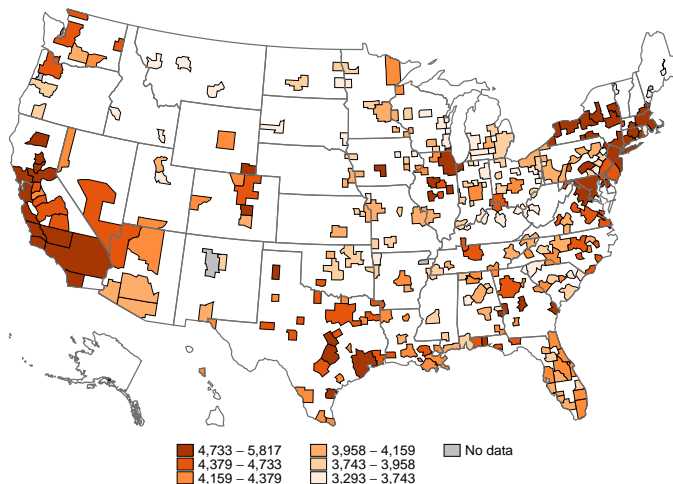 4,733 – 5,817
4,379 – 4,733
4,159 – 4,379
3,958 – 4,159
3,743 – 3,958
3,293 – 3,743
No data